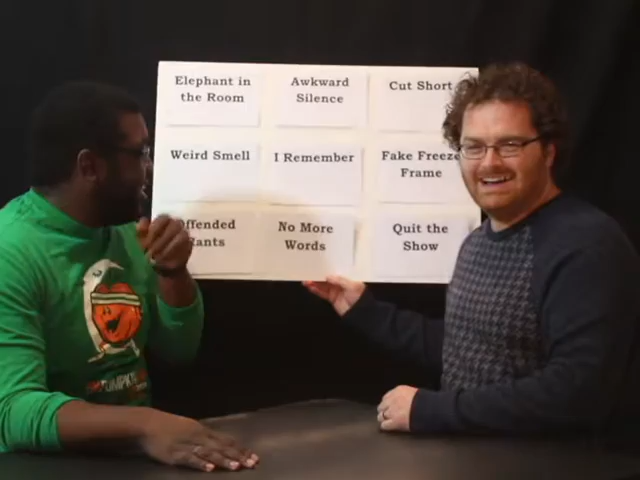 Elephant in
the Room
Awkward
Silence
Cut Short
Weird Smell
I Remember
Fake Freeze
Frame
Offended
Rants
No More
Words
Quit the
Show